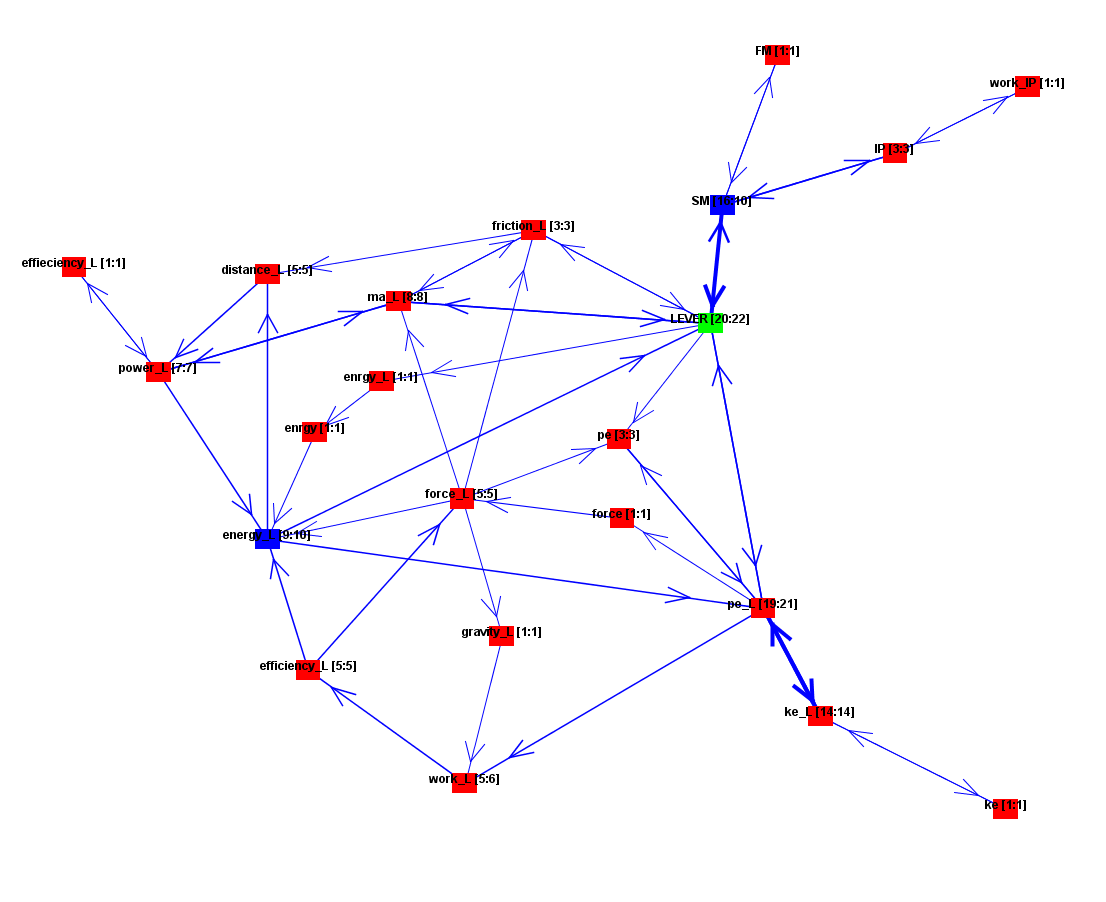 FM [1:1]
work_IP [1:1]
IP [3:3]
SM [16:10]
friction_L [3:3]
effieciency_L [1:1]
distance_L [5:5]
ma_L [8:8]
LEVER [20:22]
power_L [7:7]
enrgy_L [1:1]
enrgy [1:1]
pe [3:3]
force_L [5:5]
force [1:1]
energy_L [9:10]
pe_L [19:21]
gravity_L [1:1]
efficiency_L [5:5]
ke_L [14:14]
work_L [5:6]
ke [1:1]